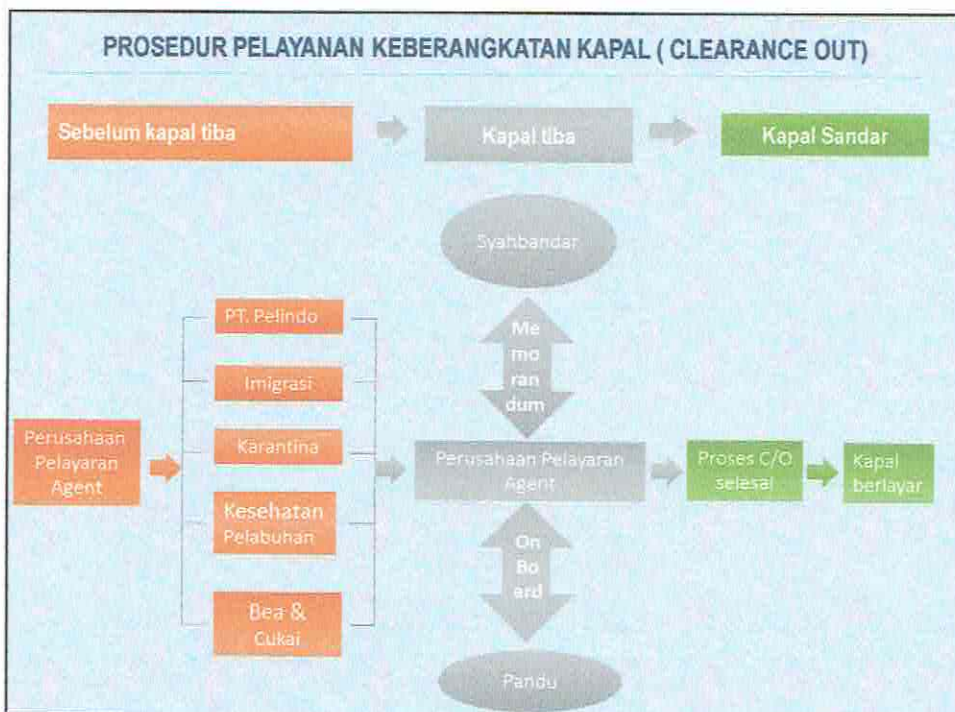 PROSEDUR PELAYANAN KEBERANGKATAN KAPAL ( CLEARANCE OUT)
Sebelum kapal tiba
Kapal tiba
Kapal Sandar
Syahbandar
Me
mo
ran
dum
PT. Pelindo
Imigrasi
Karantina
Kesehatan
Pelabuhan
Bea &
Cukai
Perusahaan
Pelayaran
Agent
Perusahaan Pelayaran
Agent
Proses C/O
selesai
Kapal
berlayar
On
Bo
ard
Pandu